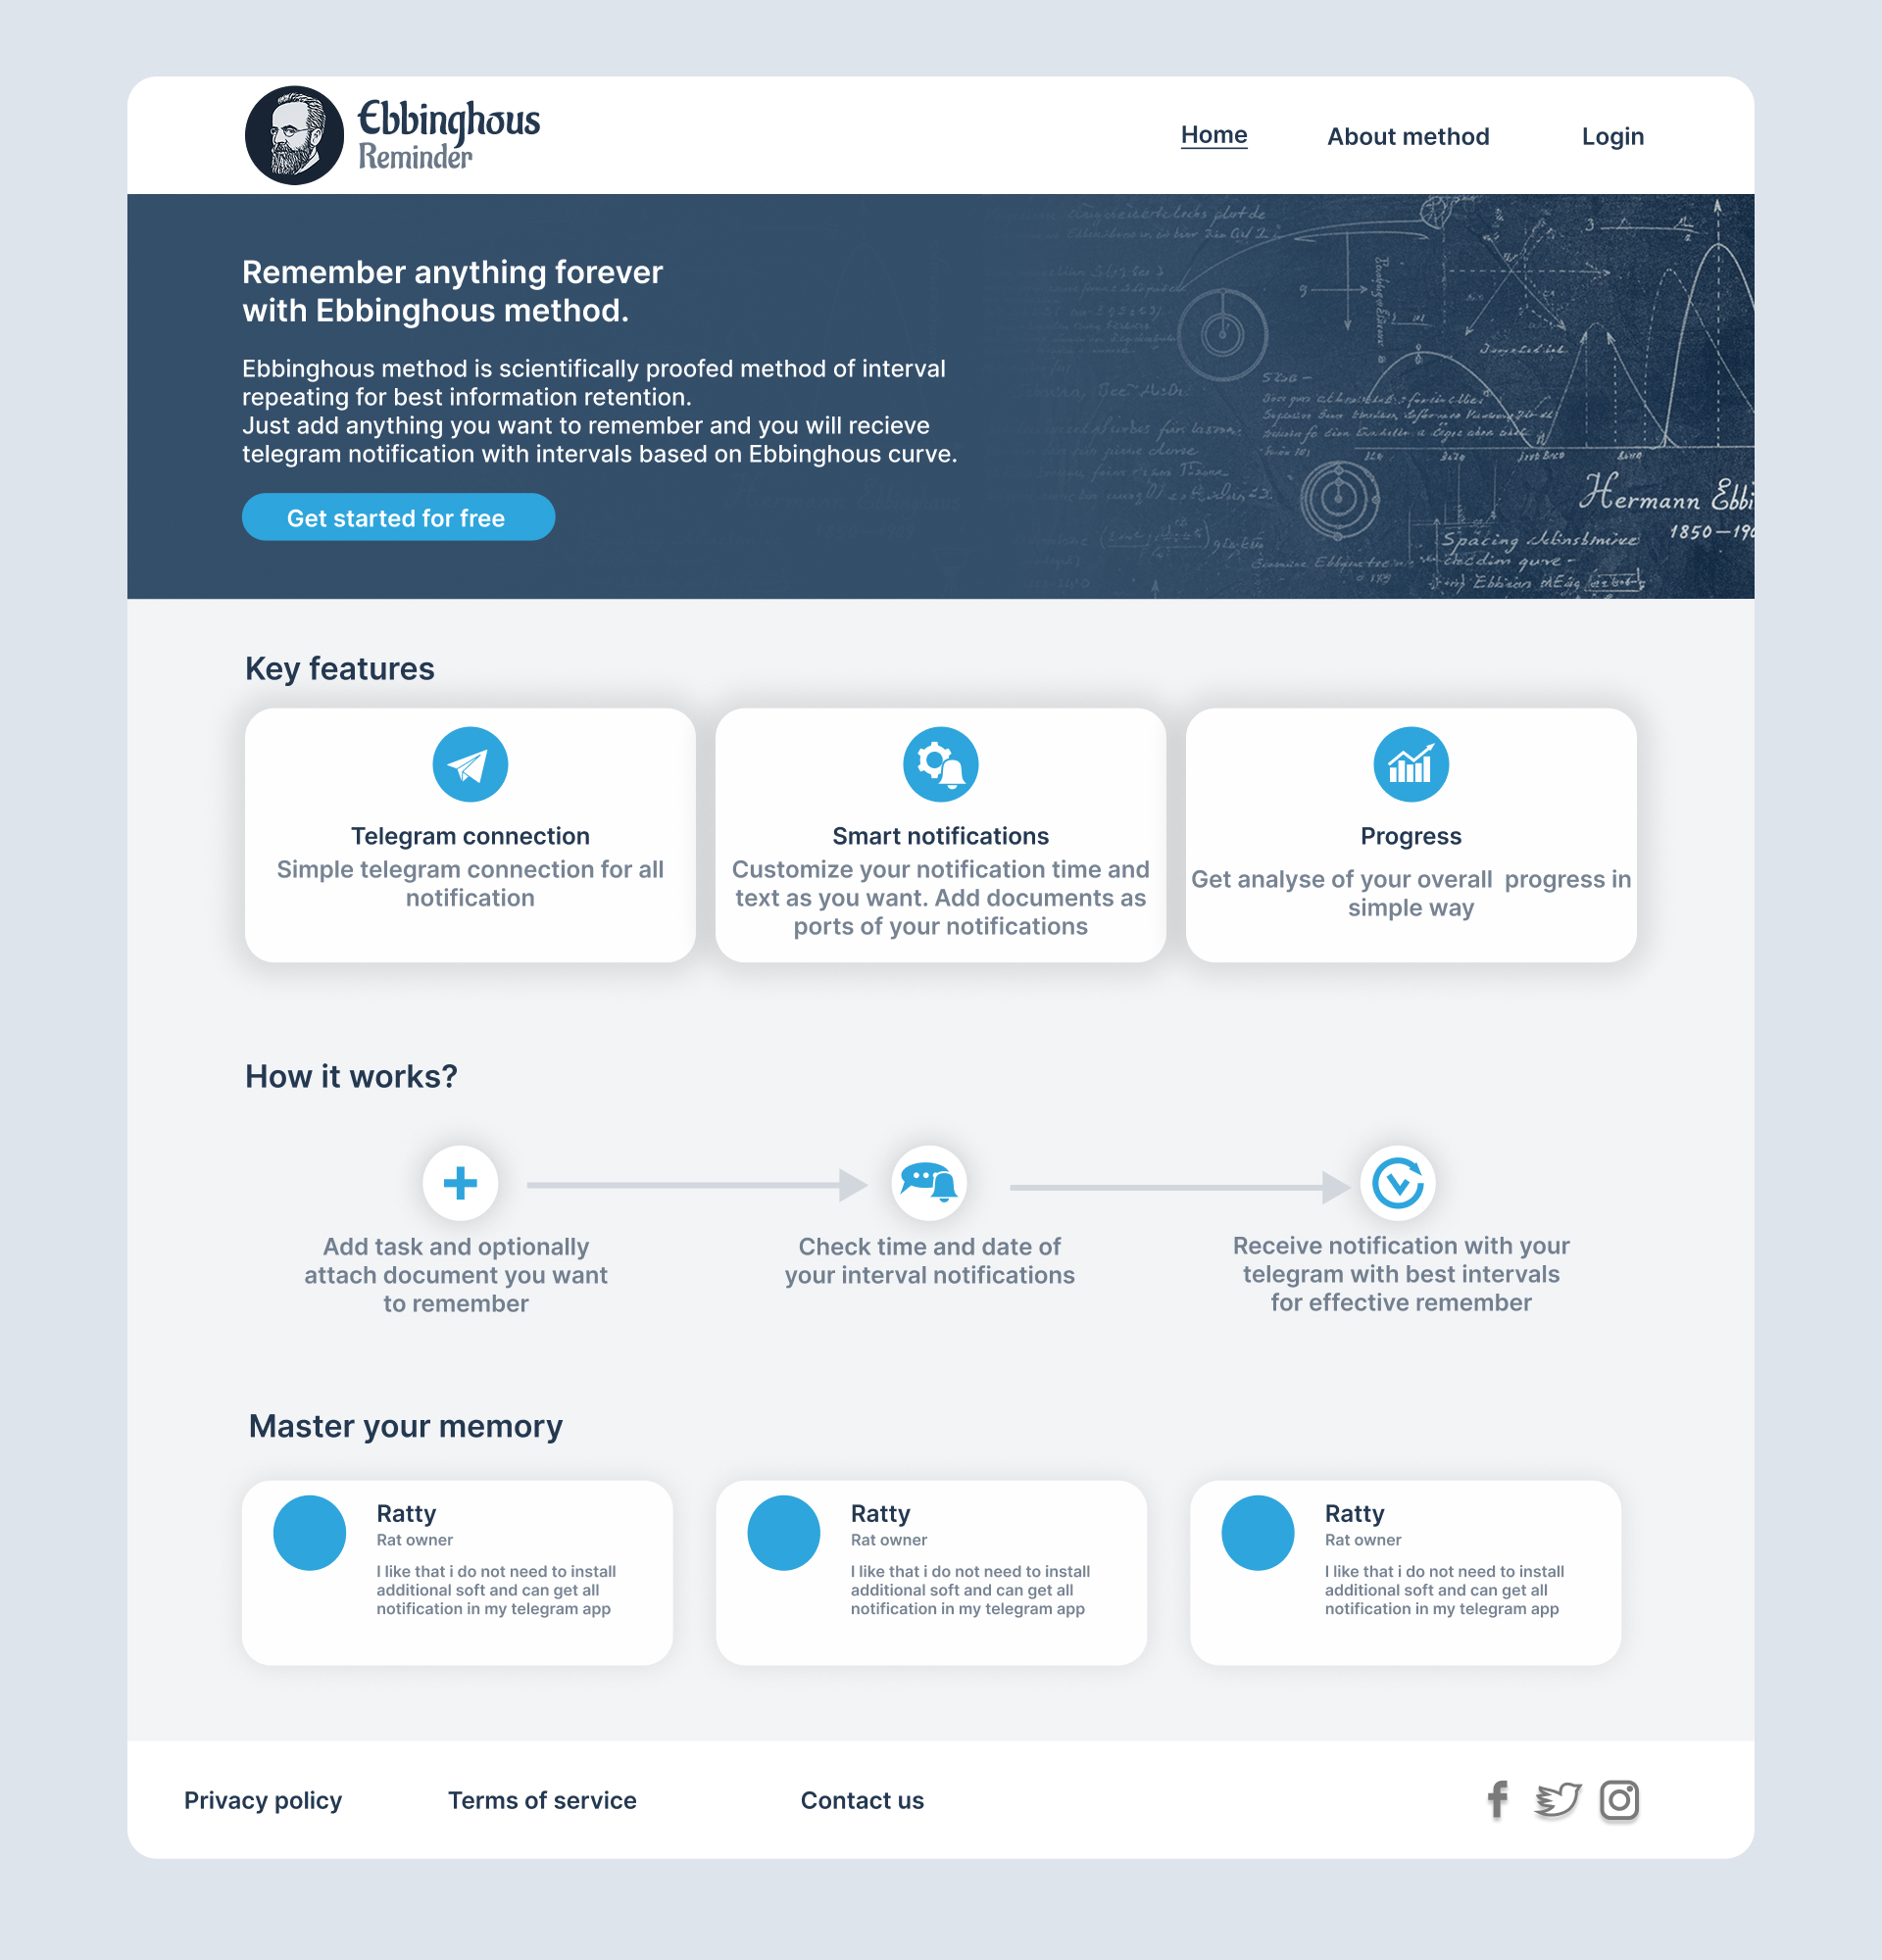 Ebbinghous
Reminder
Home
About method
Login
Remember anything forever
with Ebbinghous method.
Ebbinghous method is scientifically proofed method of interval
repeating for best information retention.
Just add anything you want to remember and you will recieve
telegram notification with intervals based on Ebbinghous curve.
Get started for free
Hermann Ebbi
1850–190
Spacing
Key features
Telegram connection
Simple telegram connection for all
notification
Smart notifications
Customize your notification time and
text as you want. Add documents as
ports of your notifications
Progress
Get analyse of your overall  progress in
simple way
How it works?
Add task and optionally
attach document you want
to remember
Check time and date of
your interval notifications
Receive notification with your
telegram with best intervals
for effective remember
Master your memory
Ratty
Rat owner
I like that i do not need to install
additional soft and can get all
notification in my telegram app
Ratty
Rat owner
I like that i do not need to install
additional soft and can get all
notification in my telegram app
Ratty
Rat owner
I like that i do not need to install
additional soft and can get all
notification in my telegram app
Privacy policy
Terms of service
Contact us